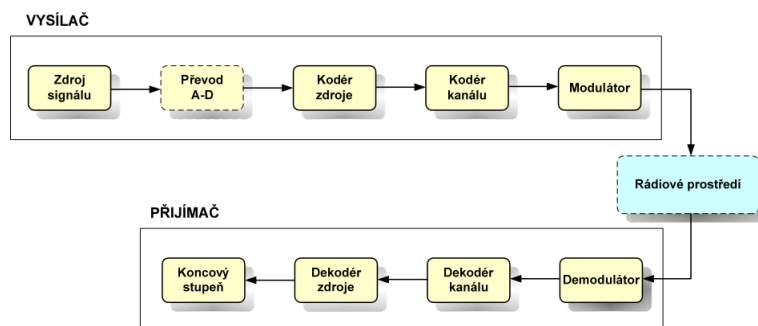 VYSÍLAČ
Zdroj
signálu
Převod
A-D
Kodér
zdroje
Kodér
kanálu
Modulátor
Rádiové prostředí
PŘIJÍMAČ
Koncový
stupeň
Dekodér
zdroje
Dekodér
kanálu
Demodulátor